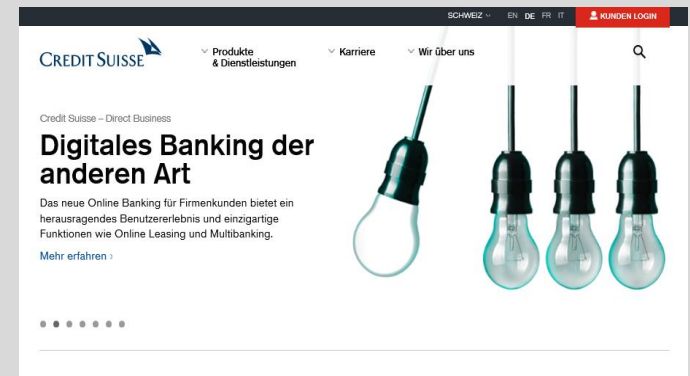 SCHWEIZ EN DE FR IT KUNDEN LOGIN
CREDIT SUISSE
Produkte
& Dienstleistungen
Karriere
Wir über uns
Credit Suisse – Direct Business
Digitales Banking der
anderen Art
Das neue Online Banking für Firmenkunden bietet ein
herausragendes Benutzererlebnis und einzigartige
Funktionen wie Online Leasing und Multibanking.
Mehr erfahren ›